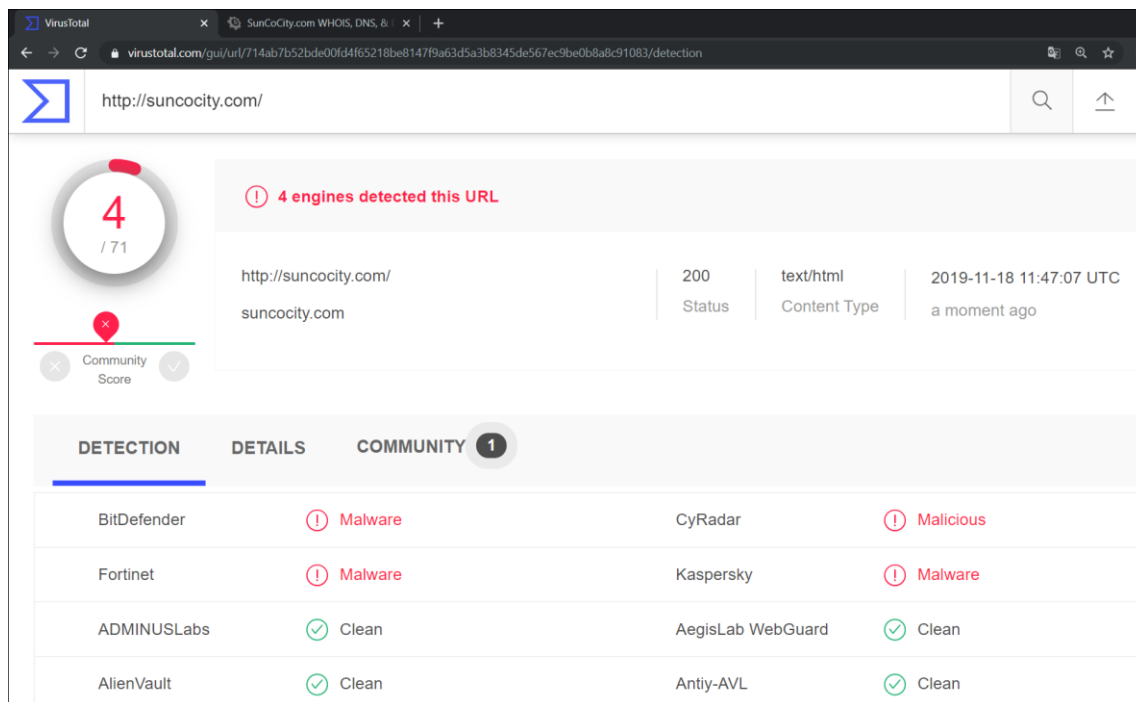 VirusTotal
SunCoCity.com WHOIS, DNS, &
virustotal.com/gui/url/714ab7b52bde00fd4f65218be8147f9a63d5a3b8345de567ec9be0b8a8c91083/detection
http://suncocity.com/
4
/ 71
4 engines detected this URL
http://suncocity.com/
suncocity.com
200
Status
text/html
Content Type
2019-11-18 11:47:07 UTC
a moment ago
Community
Score
DETECTION DETAILS COMMUNITY 1
BitDefender Malware CyRadar Malicious
Fortinet Malware Kaspersky Malware
ADMINUSLabs Clean AegisLab WebGuard Clean
AlienVault Clean Antiy-AVL Clean